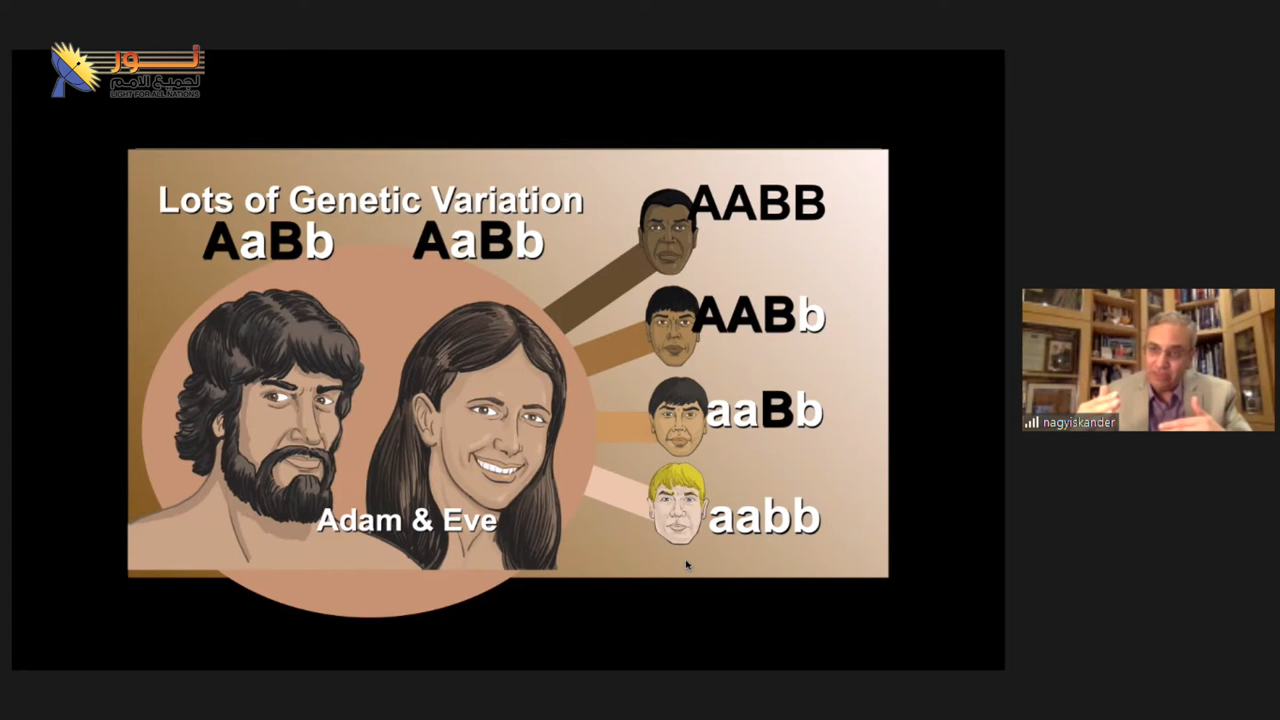 نور
لجميع الامم
LIGHT FOR ALL NATIONS
Lots of Genetic Variation
AaBb
AaBb
Adam & Eve
AABB
AABb
aaBb
aabb
nagyiskander